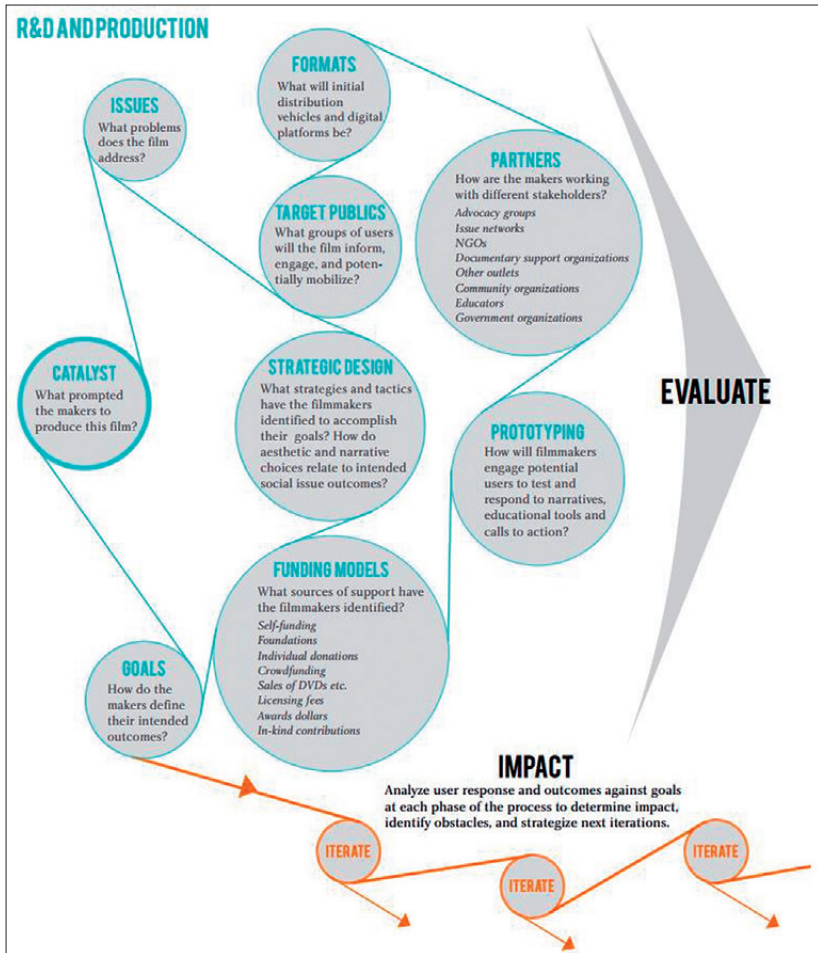 R&D AND PRODUCTION
FORMATS
What will initial
distribution
vehicles and digital
platforms be?
ISSUES
What problems
does the film
address?
PARTNERS
How are the makers working
with different stakeholders?
Advocacy groups
Issue networks
NGOs
Documentary support organizations
Other outlets
Community organizations
Educators
Government organizations
TARGET PUBLICS
What groups of users
will the film inform,
engage, and poten-
tially mobilize?
CATALYST
What prompted
the makers to
produce this film?
STRATEGIC DESIGN
What strategies and tactics
have the filmmakers
identified to accomplish
their goals? How do
aesthetic and narrative
choices relate to intended
social issue outcomes?
EVALUATE
PROTOTYPING
How will filmmakers
engage potential
users to test and
respond to narratives,
educational tools and
calls to action?
FUNDING MODELS
What sources of support have
the filmmakers identified?
Self-funding
Foundations
Individual donations
Crowdfunding
Sales of DVDs etc.
Licensing fees
Awards dollars
In-kind contributions
GOALS
How do the
makers define
their intended
outcomes?
IMPACT
Analyze user response and outcomes against goals
at each phase of the process to determine impact,
identify obstacles, and strategize next iterations.
ITERATE
ITERATE
ITERATE